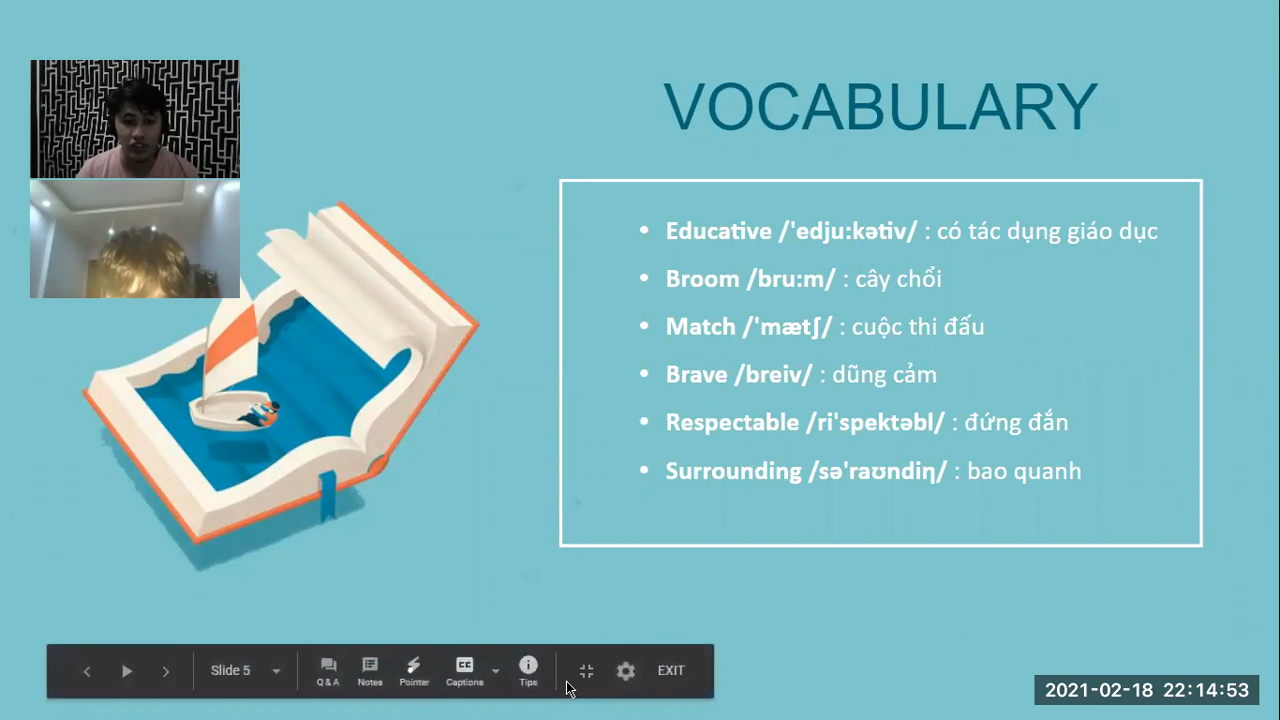 VOCABULARY
• Educative /'edju:kətiv/ : có tác dụng giáo dục
• Broom /bru:m/ : cây chổi
• Match /'mætʃ/ : cuộc thi đấu
• Brave /breiv/ : dũng cảm
• Respectable /ri'spektəbl/ : đứng đắn
• Surrounding /sə'raʊndiη/ : bao quanh
Slide 5
Q & A
Notes
Pointer
CC
Captions
Tips
EXIT
2021-02-18 22:14:53